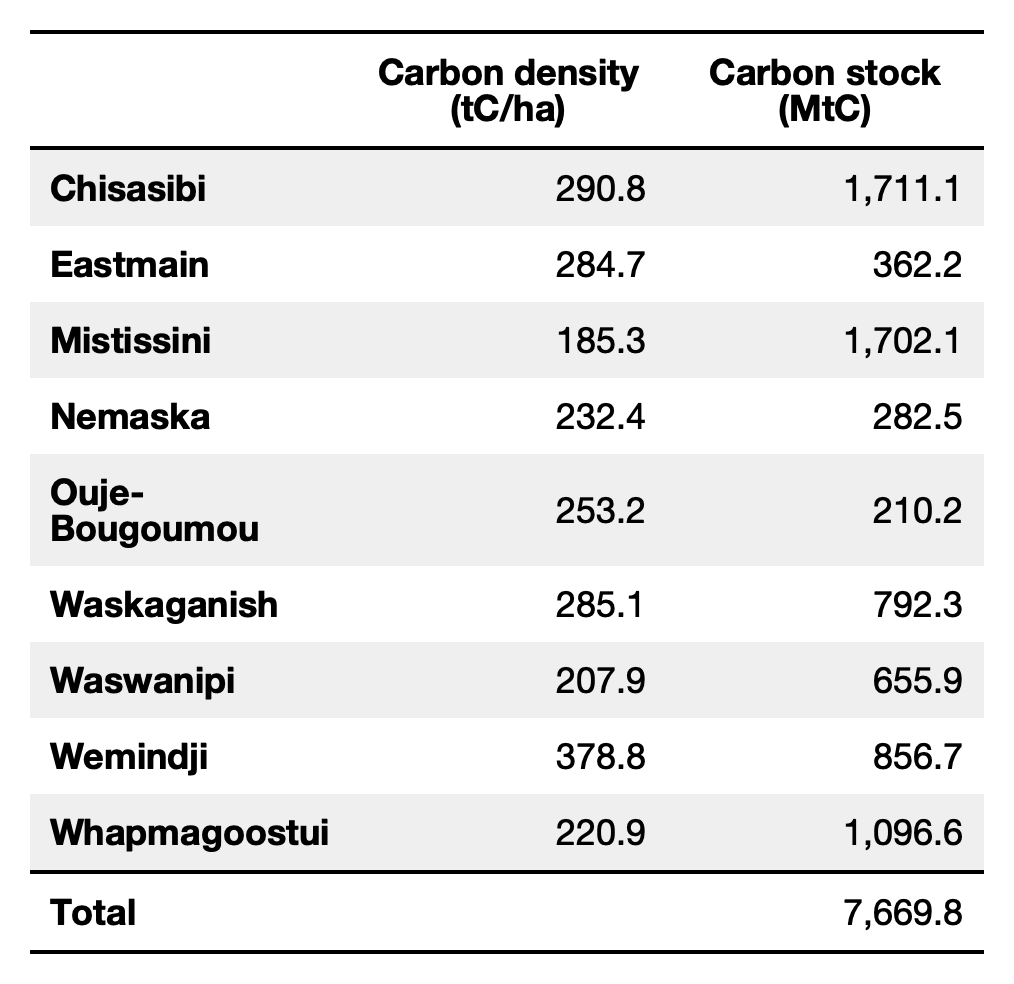 Carbon density Carbon stock
(tC/ha) (MtC)
Chisasibi 290.8 1,711.1
Eastmain 284.7 362.2
Mistissini 185.3 1,702.1
Nemaska 232.4 282.5
Ouje-
Bougoumou 253.2 210.2
Waskaganish 285.1 792.3
Waswanipi 207.9 655.9
Wemindji 378.8 856.7
Whapmagoostui 220.9 1,096.6
Total 7,669.8